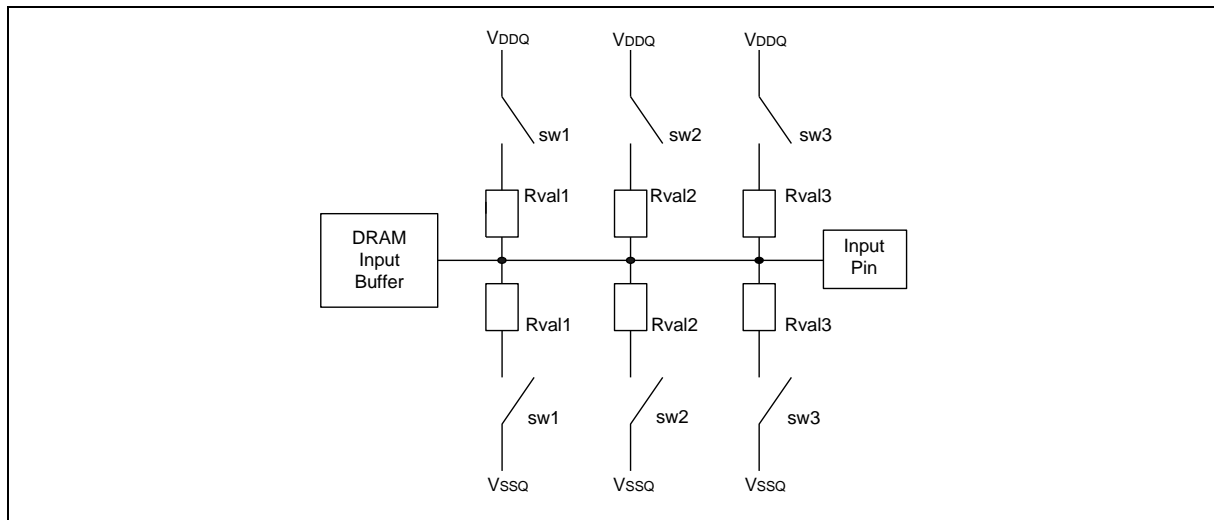 VDDQ VDDQ VDDQ
sw1 sw2 sw3
Rval1 Rval2 Rval3
DRAM
Input
Buffer
Input
Pin
Rval1 Rval2 Rval3
sw1 sw2 sw3
VSSQ VSSQ VSSQ